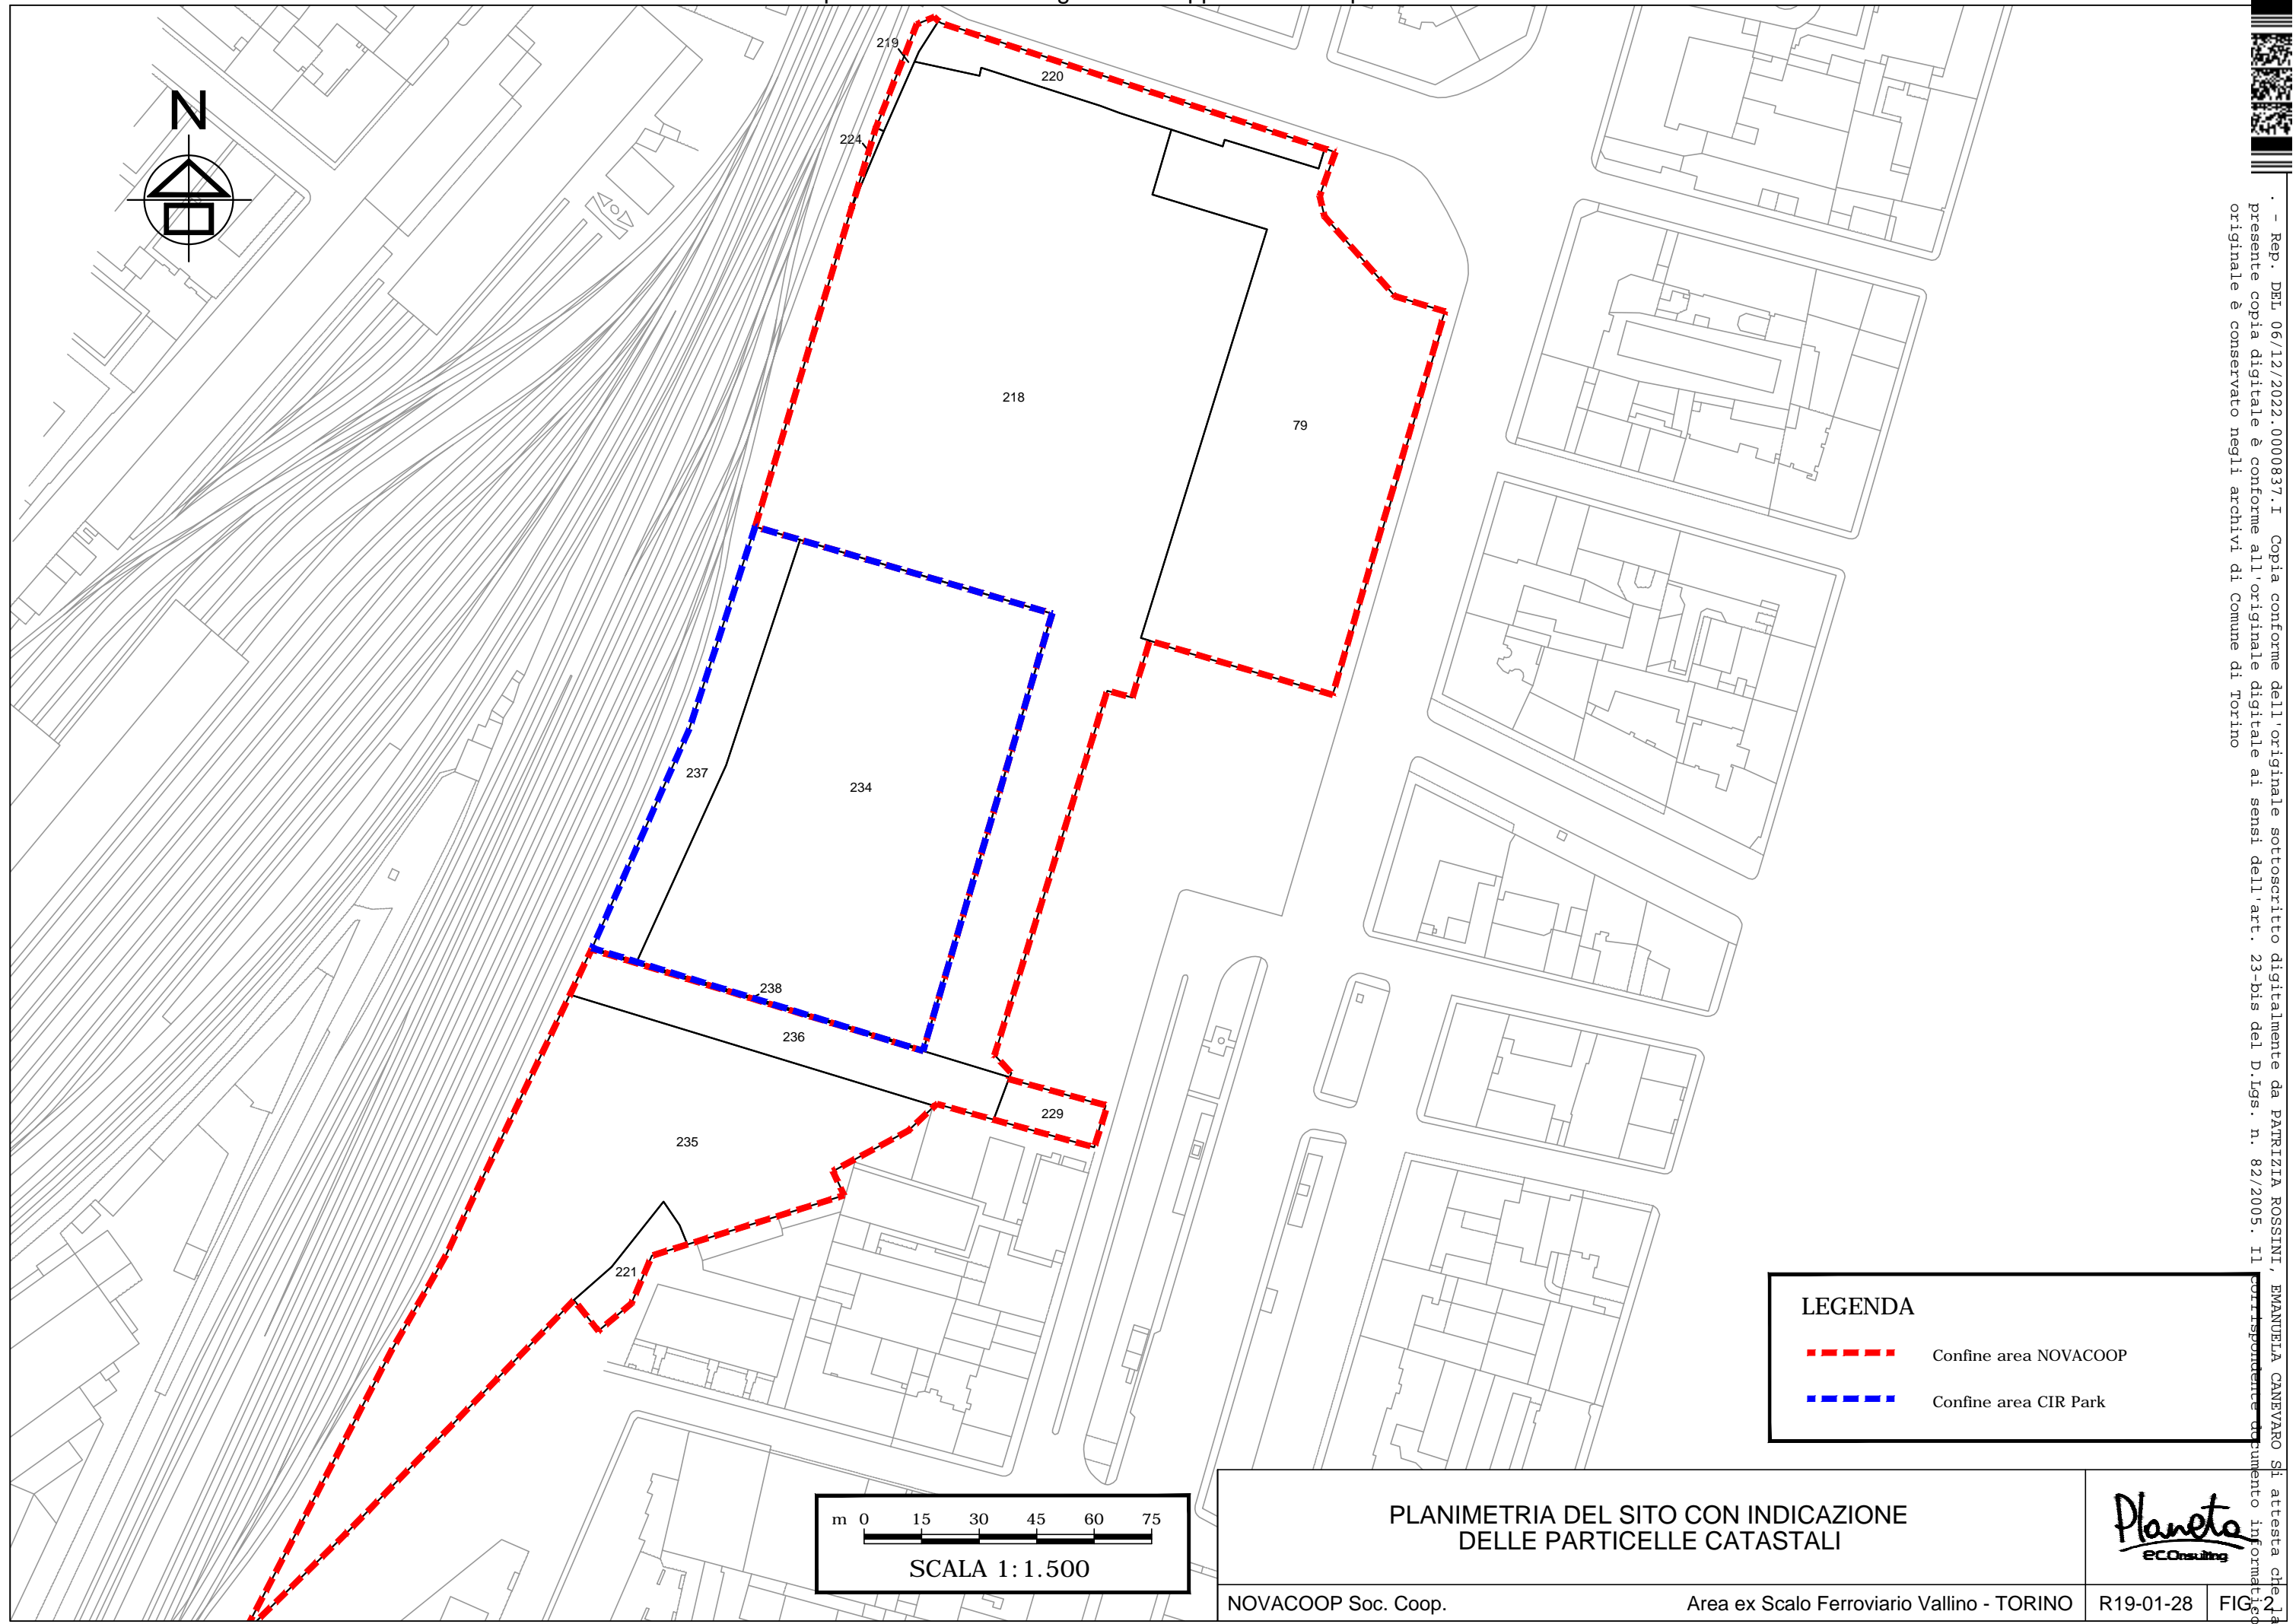 N
219
220
224
218
79
237
234
238
236
229
235
221
. - Rep. DEL 06/12/2022.0000837.I Copia conforme dell'originale sottoscritto digitalmente da PATRIZIA ROSSINI, EMANUELA CANEVARO Si attesta che la
presente copia digitale è conforme all'originale digitale ai sensi dell'art. 23-bis del D.Lgs. n. 82/2005. Il corrispondente documento informatico
originale è conservato negli archivi di Comune di Torino
LEGENDA
Confine area NOVACOOP
Confine area CIR Park
m 0 15 30 45 60 75
SCALA 1:1.500
PLANIMETRIA DEL SITO CON INDICAZIONE
DELLE PARTICELLE CATASTALI
Planeta
ECOnsulting
NOVACOOP Soc. Coop.
Area ex Scalo Ferroviario Vallino - TORINO
R19-01-28
FIG. 2